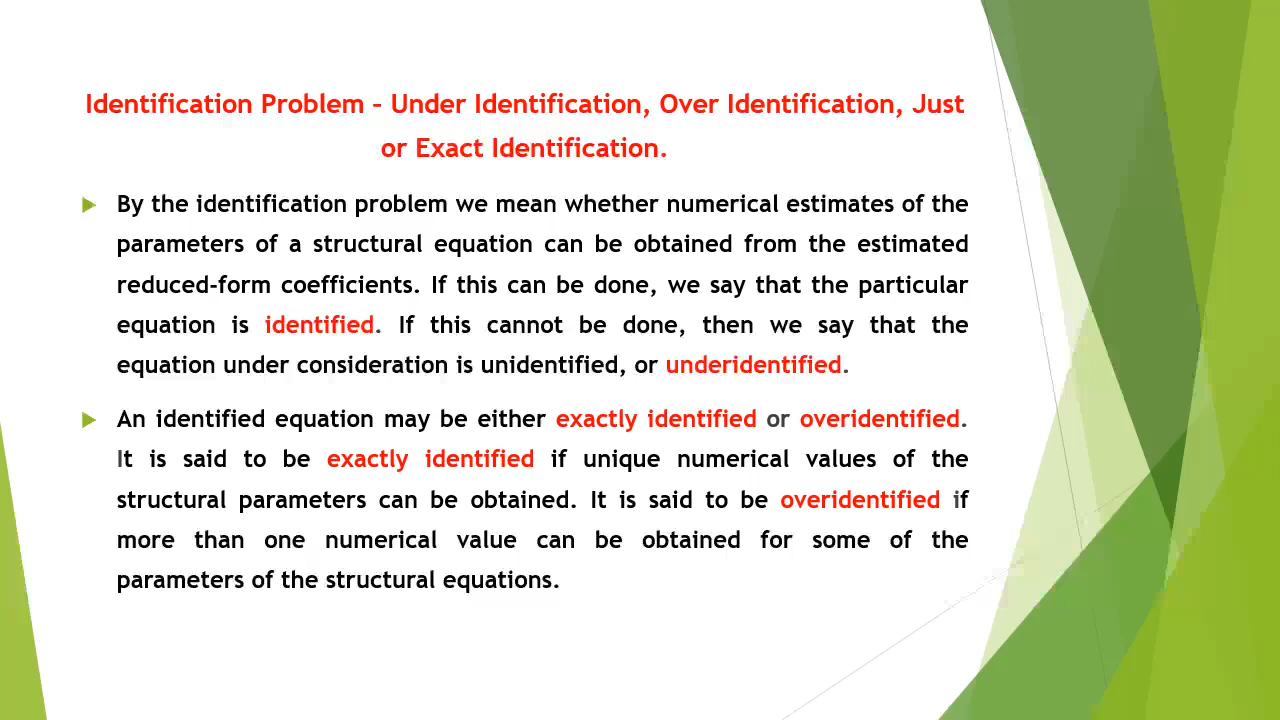 Identification Problem – Under Identification, Over Identification, Just
or Exact Identification.
By the identification problem we mean whether numerical estimates of the
parameters of a structural equation can be obtained from the estimated
reduced-form coefficients. If this can be done, we say that the particular
equation is identified. If this cannot be done, then we say that the
equation under consideration is unidentified, or underidentified.
An identified equation may be either exactly identified or overidentified.
It is said to be exactly identified if unique numerical values of the
structural parameters can be obtained. It is said to be overidentified if
more than one numerical value can be obtained for some of the
parameters of the structural equations.